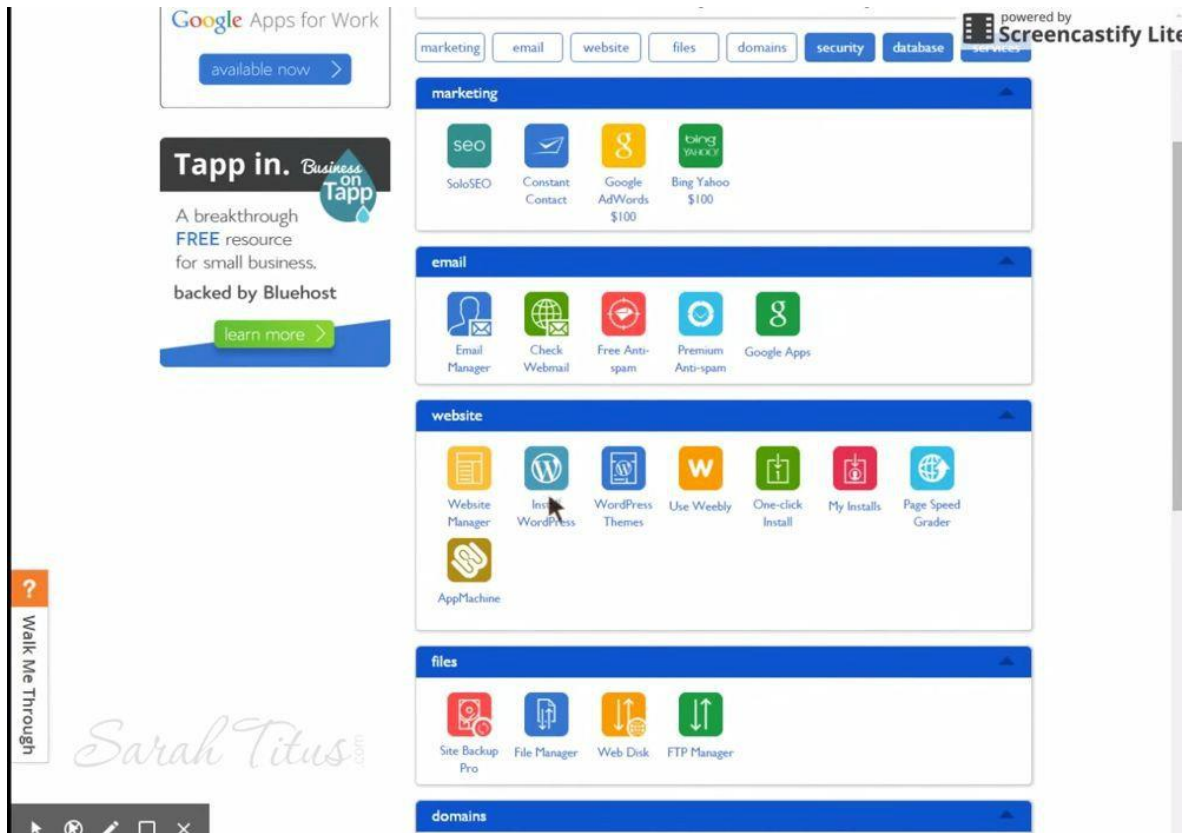 Google Apps for Work
available now
Tapp in. Business
on
Tapp
A breakthrough
FREE resource
for small business.
backed by Bluehost
learn more
powered by
Screencastify Lite
marketing email website files domains security database services
marketing
seo bing
YAHOO!
SoloSEO Constant Google Bing Yahoo
Contact AdWords $100
$100
email
Email Check Free Anti- Premium Google Apps
Manager Webmail spam Anti-spam
website
Website Install WordPress Use Weebly One-click My Installs Page Speed
Manager WordPress Themes Install Grader
AppMachine
files
Site Backup File Manager Web Disk FTP Manager
Pro
domains
? Walk Me Through
Sarah Titus.com